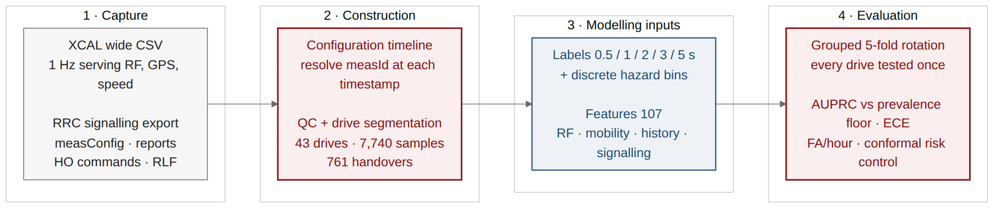 1 · Capture
XCAL wide CSV
1 Hz serving RF, GPS,
speed
RRC signalling export
measConfig · reports
HO commands · RLF
2 · Construction
Configuration timeline
resolve measId at each
timestamp
QC + drive segmentation
43 drives · 7,740 samples
761 handovers
3 · Modelling inputs
Labels 0.5 / 1 / 2 / 3 / 5 s
+ discrete hazard bins
Features 107
RF · mobility · history ·
signalling
4 · Evaluation
Grouped 5-fold rotation
every drive tested once
AUPRC vs prevalence
floor · ECE
FA/hour · conformal risk
control